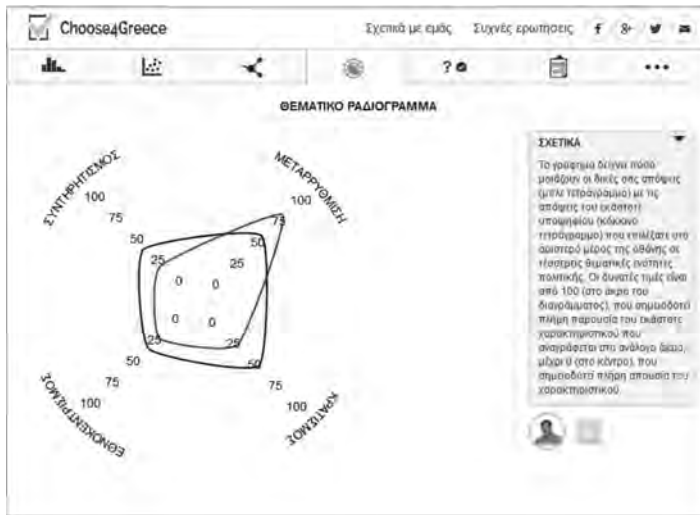 Choose4Greece
Σχετικά με εμάς Συχνές ερωτήσεις
ΘΕΜΑΤΙΚΟ ΡΑΔΙΟΓΡΑΜΜΑ
ΣΥΝΤΗΡΗΤΙΣΜΟΣ
ΜΕΤΑΡΡΥΘΜΙΣΗ
100
75
50
25
0
100
75
50
25
0
0
25
50
75
100
0
25
50
75
100
ΕΘΝΟΚΕΝΤΡΙΣΜΟΣ
ΚΡΑΤΙΣΜΟΣ
ΣΧΕΤΙΚΑ
Το γράφημα δείχνει πόσο
μοιάζουν οι δικές σας απόψεις
(μπλε τετράγραμμο) με τις
απόψεις του εκάστοτε
υποψηφίου (κόκκινο
τετράγραμμο) που επιλέξατε στο
αριστερό μέρος της οθόνης σε
τέσσερεις θεματικές ενότητες
πολιτικής. Οι δυνατές τιμές είναι
από 100 (στο άκρο του
διαγράμματος), που σημειοδοτεί
πλήρη παρουσία του εκάστοτε
χαρακτηριστικού που
αναγράφεται στο ανάλογο άκρο,
μέχρι 0 (στο κέντρο), που
σημειοδοτεί πλήρη απουσία του
χαρακτηριστικού